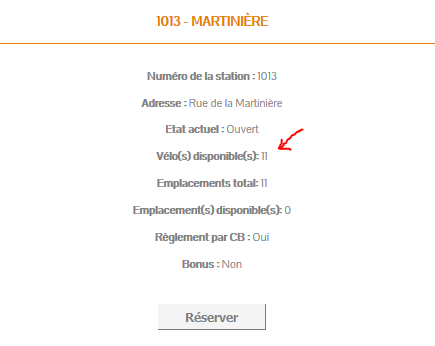 1013 - MARTINIÈRE
Numéro de la station : 1013
Adresse : Rue de la Martinière
Etat actuel : Ouvert
Vélo(s) disponible(s): 11
Emplacements total: 11
Emplacement(s) disponible(s): 0
Règlement par CB : Oui
Bonus : Non
Réserver